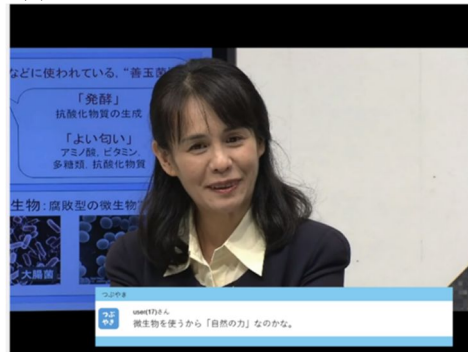 などに使われている, “善玉菌
「発酵」
抗酸化物質の生成
「よい匂い」
アミノ酸, ビタミン,
多糖類, 抗酸化物質
生物:腐敗型の微生物
大腸菌
つぶやき
つぶ
やき
user(17)さん
微生物を使うから「自然の力」なのかな。